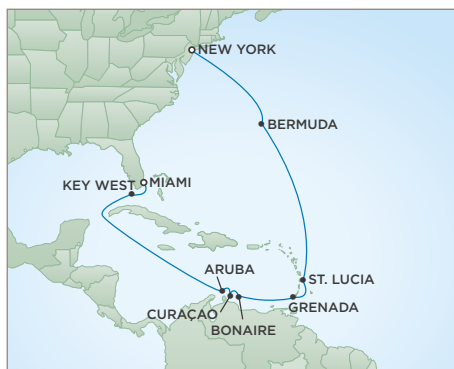 NEW YORK
BERMUDA
KEY WEST
MIAMI
ARUBA
ST. LUCIA
CURAÇAO
GRENADA
BONAIRE